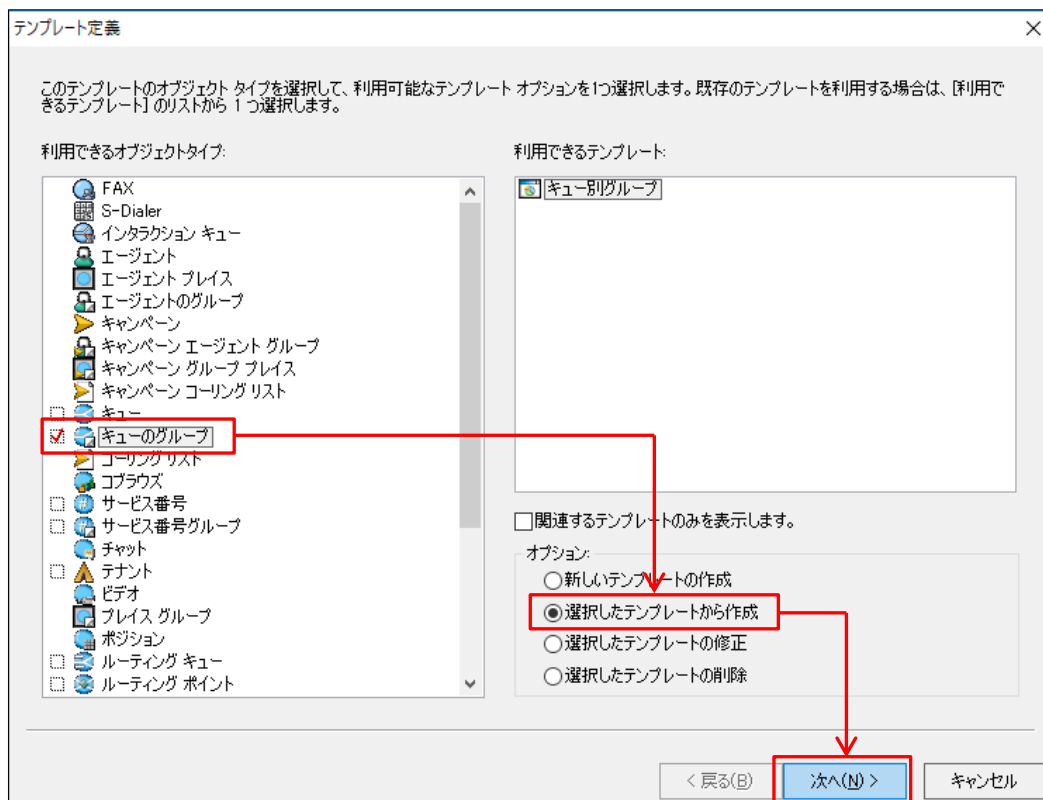 テンプレート定義
このテンプレートのオブジェクト タイプを選択して、利用可能なテンプレート オプションを1つ選択します。既存のテンプレートを利用する場合は、[利用で
きるテンプレート] のリストから 1 つ選択します。
利用できるオブジェクトタイプ:
FAX
S-Dialer
インタラクション キュー
エージェント
エージェント プレイス
エージェントのグループ
キャンペーン
キャンペーン エージェント グループ
キャンペーン グループ プレイス
キャンペーン コーリング リスト
キュー
キューのグループ
コーリング リスト
コブラウズ
サービス番号
サービス番号グループ
チャット
テナント
ビデオ
プレイス グループ
ポジション
ルーティング キュー
ルーティング ポイント
利用できるテンプレート:
キュー別グループ
関連するテンプレートのみを表示します。
オプション:
新しいテンプレートの作成
選択したテンプレートから作成
選択したテンプレートの修正
選択したテンプレートの削除
< 戻る(B)
次へ(N) >
キャンセル